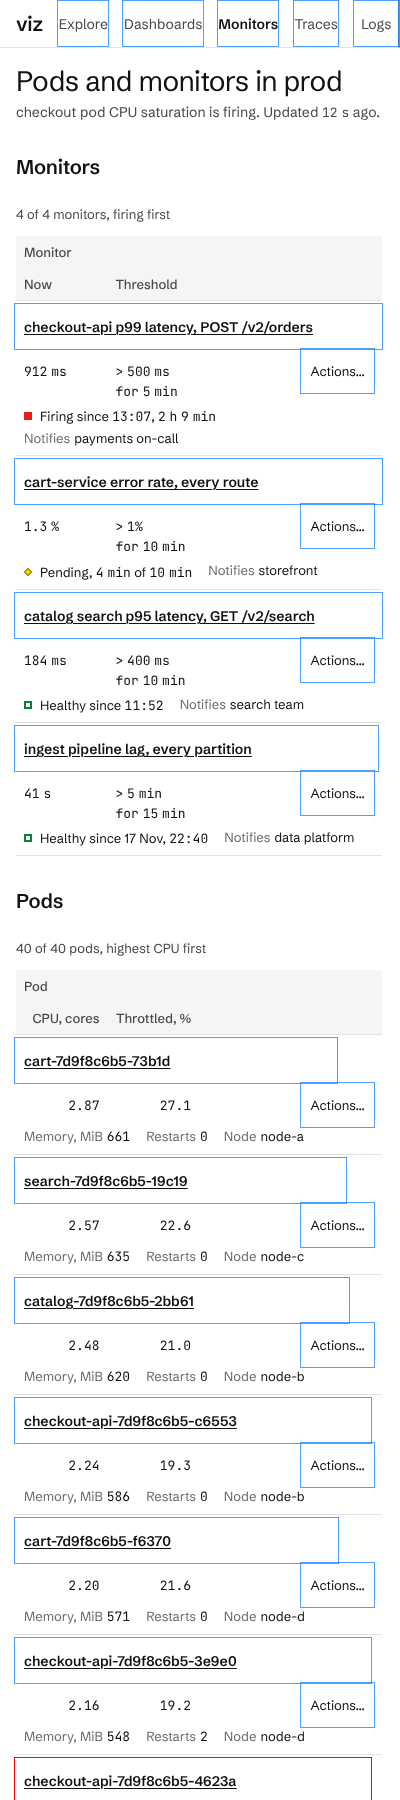 viz Explore Dashboards Monitors Traces Logs
Pods and monitors in prod
checkout pod CPU saturation is firing. Updated 12 s ago.
Monitors
4 of 4 monitors, firing first
Monitor
Now Threshold
checkout-api p99 latency, POST /v2/orders
912 ms > 500 ms Actions…
for 5 min
Firing since 13:07, 2 h 9 min
Notifies payments on-call
cart-service error rate, every route
1.3 % > 1% Actions…
for 10 min
Pending, 4 min of 10 min Notifies storefront
catalog search p95 latency, GET /v2/search
184 ms > 400 ms Actions…
for 10 min
Healthy since 11:52 Notifies search team
ingest pipeline lag, every partition
41 s > 5 min Actions…
for 15 min
Healthy since 17 Nov, 22:40 Notifies data platform
Pods
40 of 40 pods, highest CPU first
Pod
CPU, cores Throttled, %
cart-7d9f8c6b5-73b1d
2.87 27.1 Actions…
Memory, MiB 661 Restarts 0 Node node-a
search-7d9f8c6b5-19c19
2.57 22.6 Actions…
Memory, MiB 635 Restarts 0 Node node-c
catalog-7d9f8c6b5-2bb61
2.48 21.0 Actions…
Memory, MiB 620 Restarts 0 Node node-b
checkout-api-7d9f8c6b5-c6553
2.24 19.3 Actions…
Memory, MiB 586 Restarts 0 Node node-b
cart-7d9f8c6b5-f6370
2.20 21.6 Actions…
Memory, MiB 571 Restarts 0 Node node-d
checkout-api-7d9f8c6b5-3e9e0
2.16 19.2 Actions…
Memory, MiB 548 Restarts 2 Node node-d
checkout-api-7d9f8c6b5-4623a